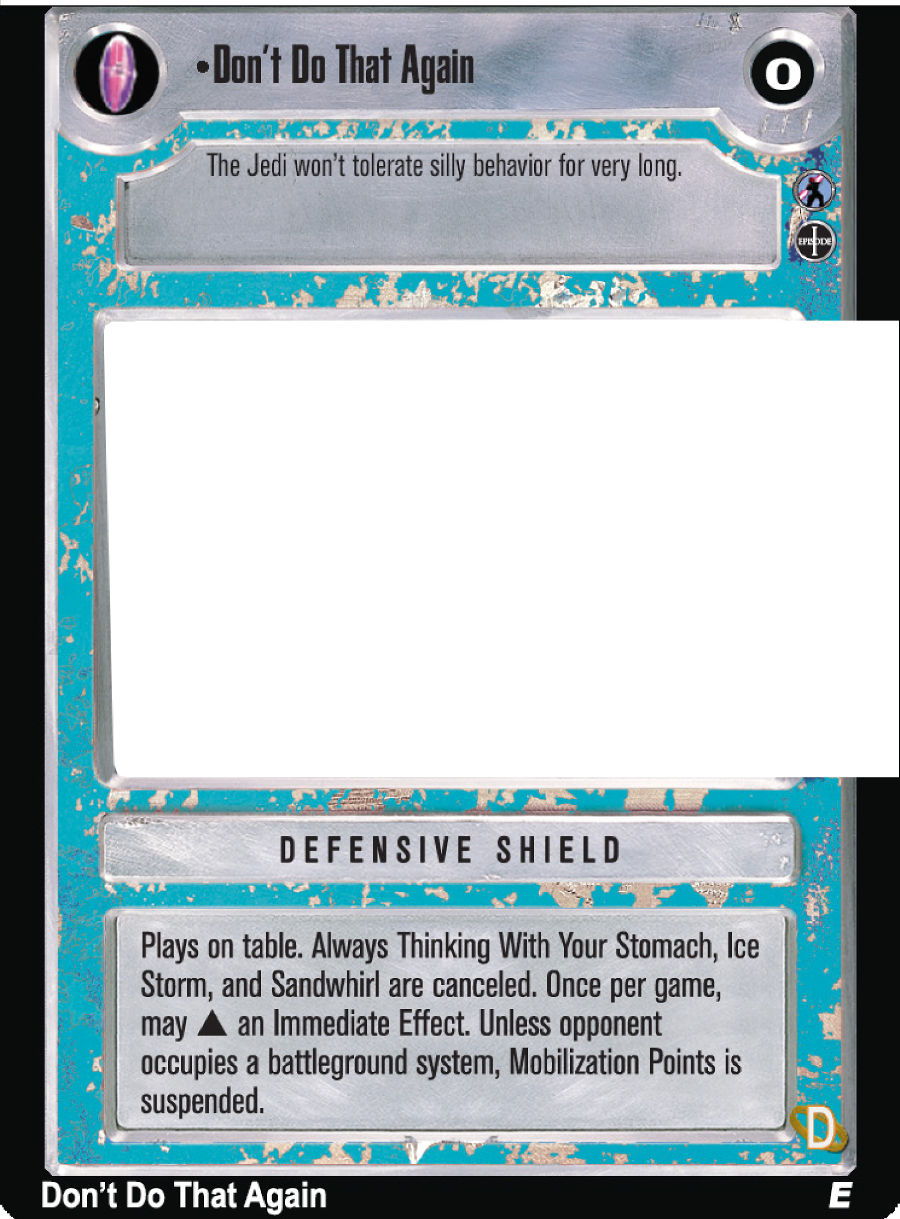 •Don't Do That Again
0
The Jedi won't tolerate silly behavior for very long.
EPISODE
I
DEFENSIVE SHIELD
Plays on table. Always Thinking With Your Stomach, Ice
Storm, and Sandwhirl are canceled. Once per game,
may ▲ an Immediate Effect. Unless opponent
occupies a battleground system, Mobilization Points is
suspended.
D
Don't Do That Again
E